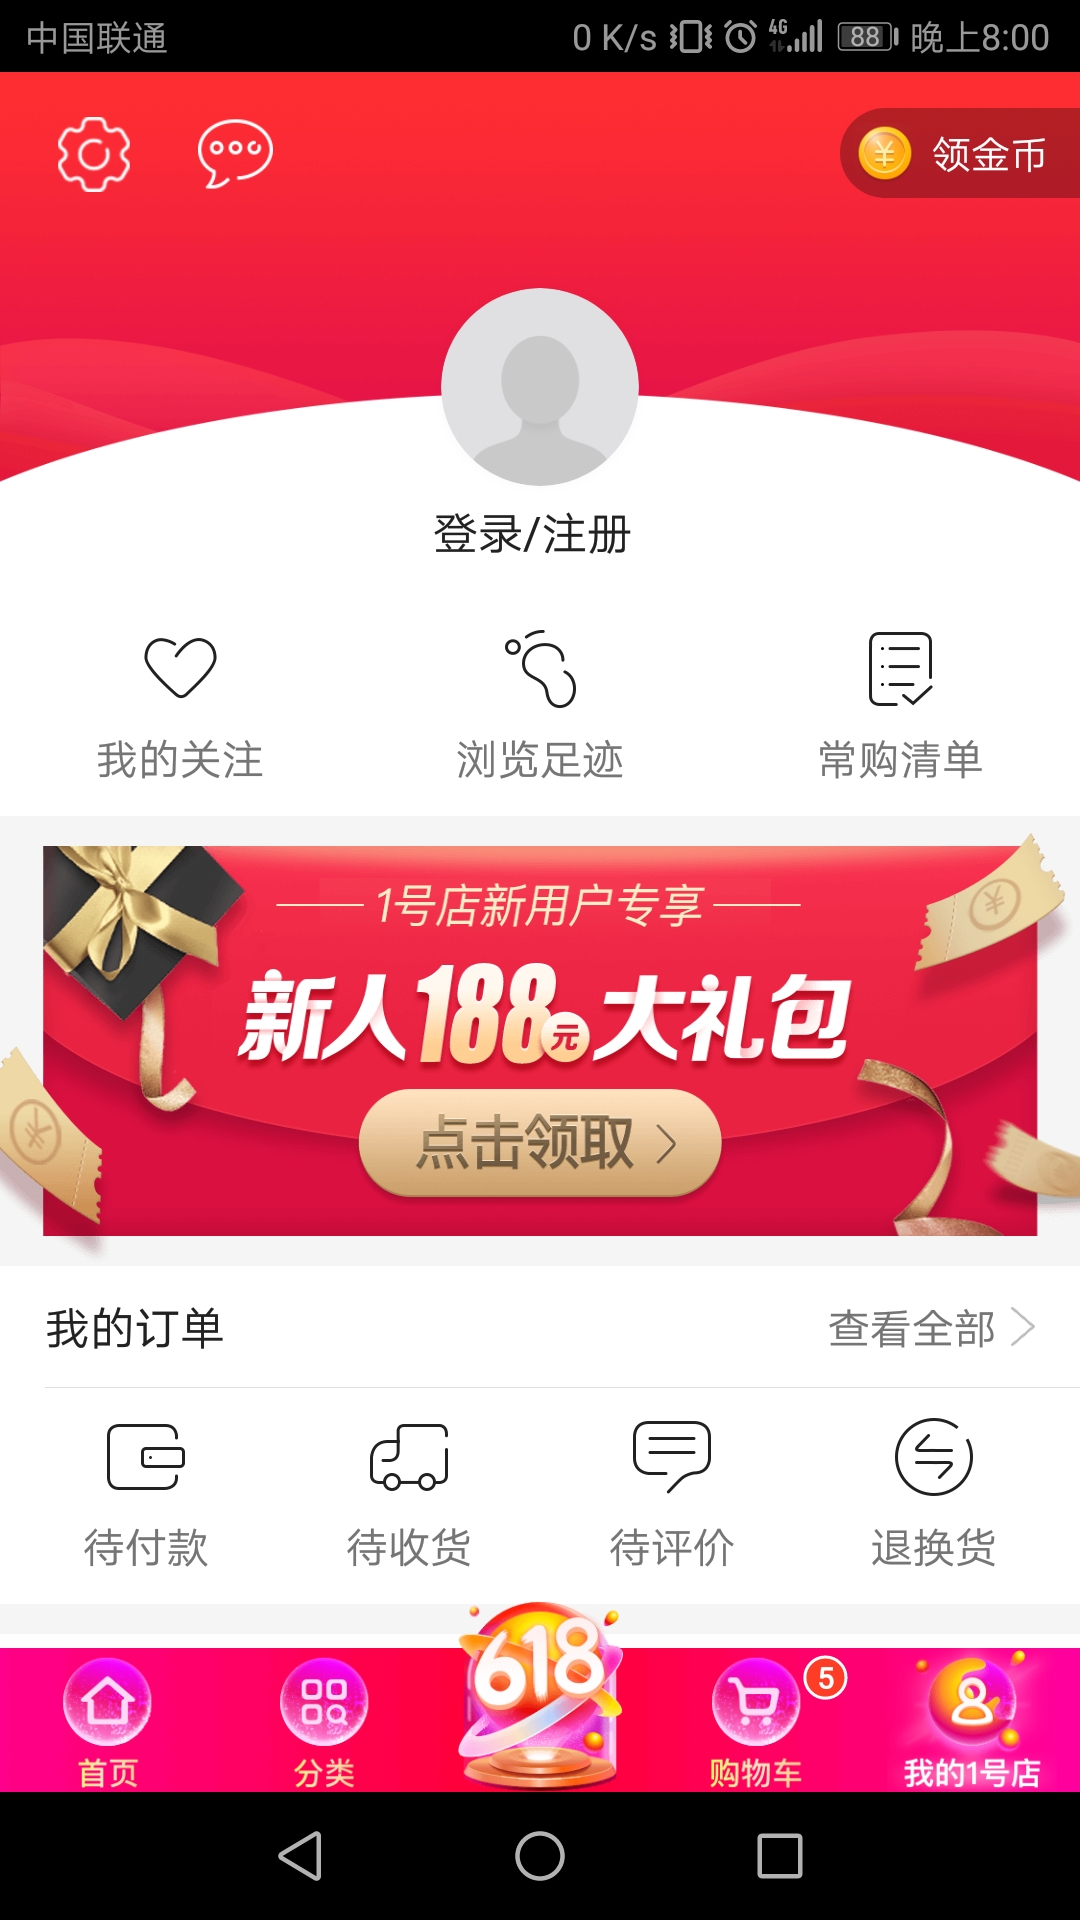 中国联通 0 K/s 4G 88 晚上8:00
领金币
登录/注册
我的关注 浏览足迹 常购清单
1号店新用户专享
新人188元大礼包
点击领取
我的订单 查看全部
待付款 待收货 待评价 退换货
618
5
首页 分类 购物车 我的1号店